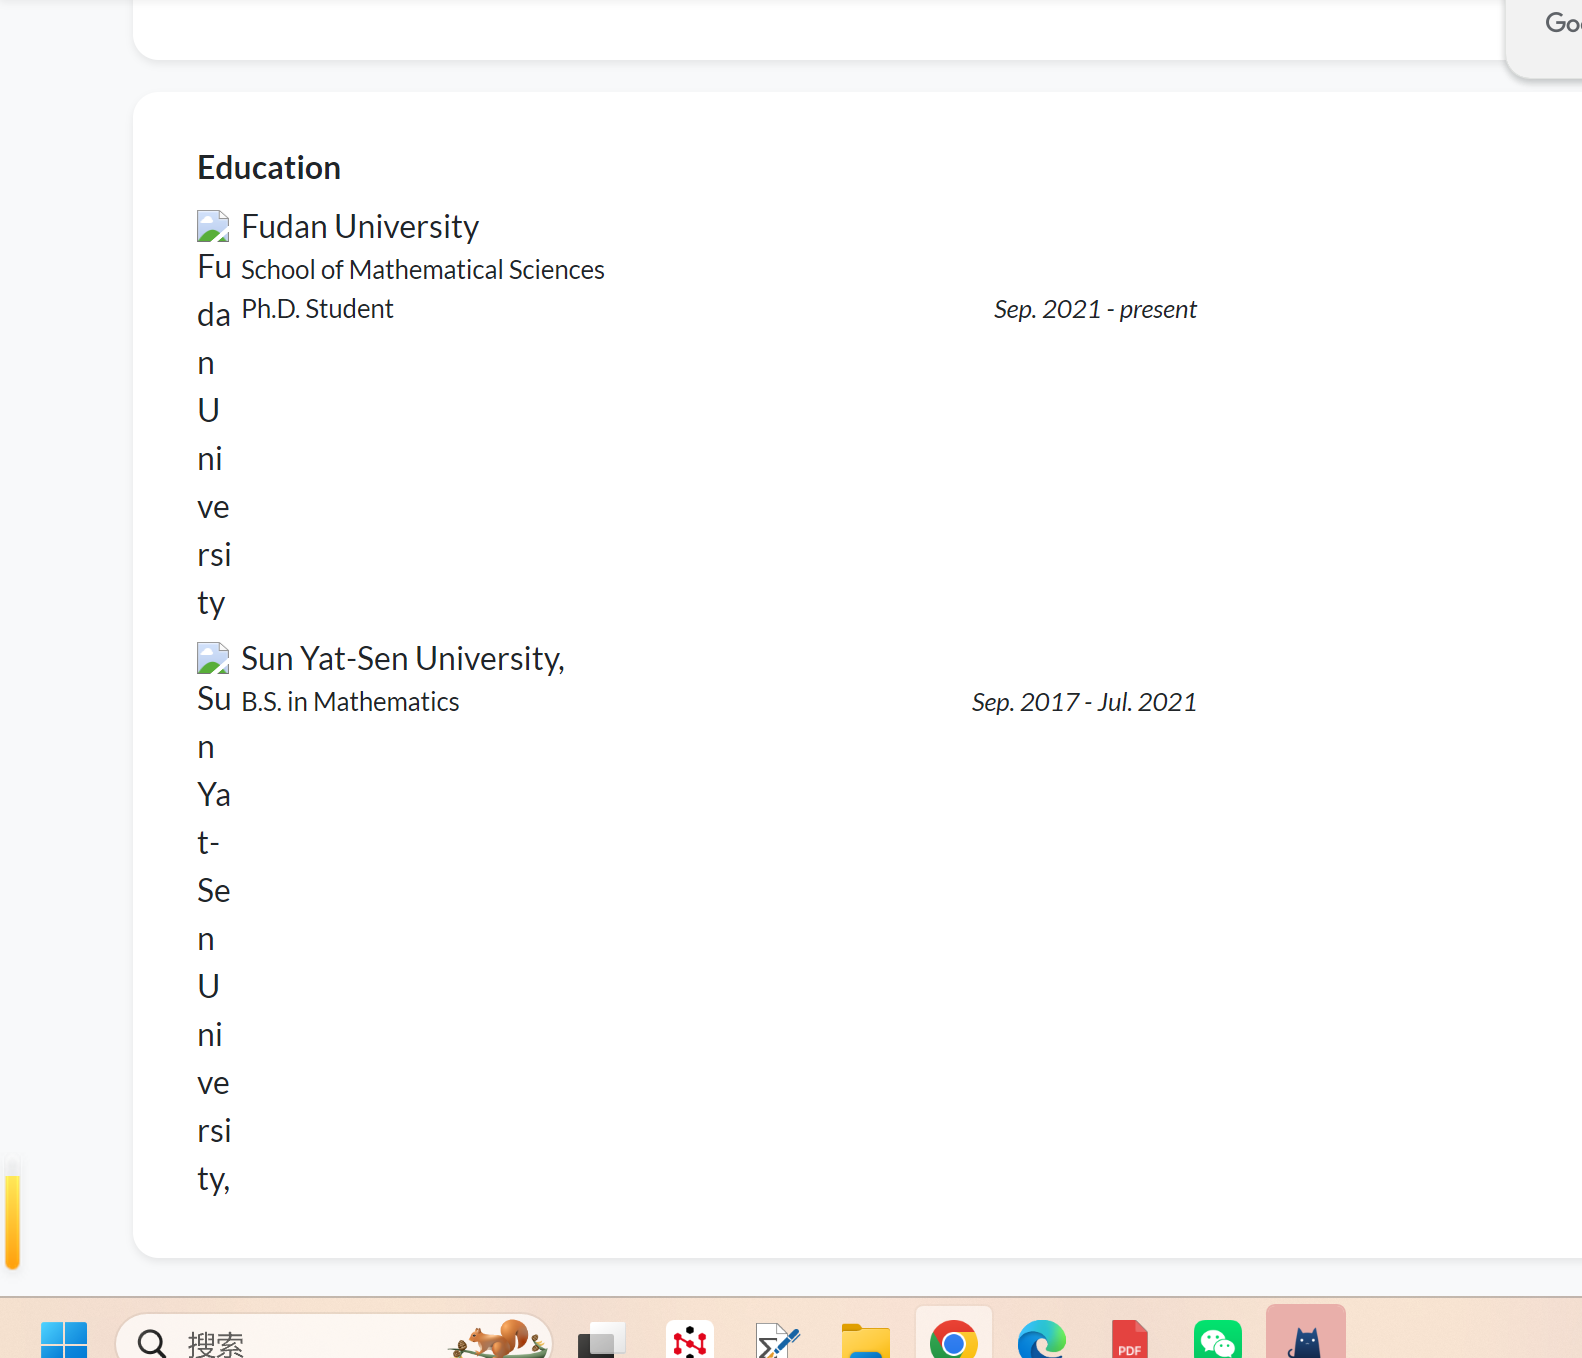 Goo
Education
Fudan University
School of Mathematical Sciences
Ph.D. Student
Sep. 2021 - present
Fu
da
n
U
ni
ve
rsi
ty
Sun Yat-Sen University,
B.S. in Mathematics
Sep. 2017 - Jul. 2021
Su
n
Ya
t-
Se
n
U
ni
ve
rsi
ty,
搜索
PDF